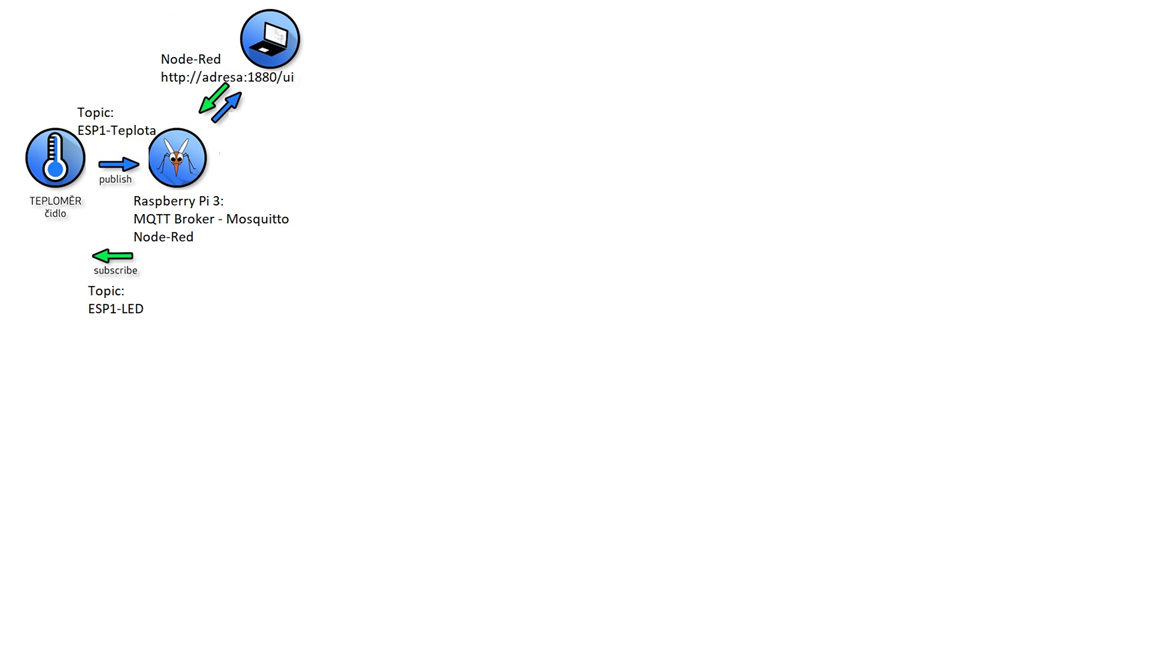 Node-Red
http://adresa:1880/ui
Topic:
ESP1-Teplota
publish
TEPLOMĚR
čidlo
Raspberry Pi 3:
MQTT Broker - Mosquitto
Node-Red
subscribe
Topic:
ESP1-LED